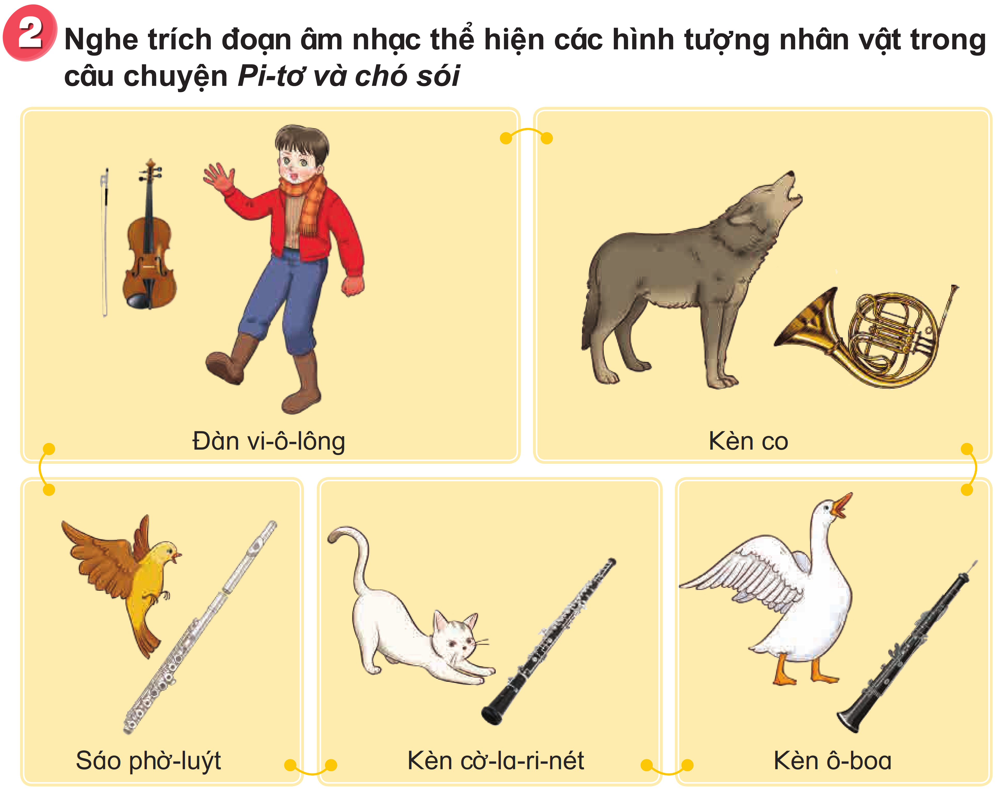 2
Nghe trích đoạn âm nhạc thể hiện các hình tượng nhân vật trong
câu chuyện Pi-tơ và chó sói
Đàn vi-ô-lông
Kèn co
Sáo phờ-luýt
Kèn cờ-la-ri-nét
Kèn ô-boa